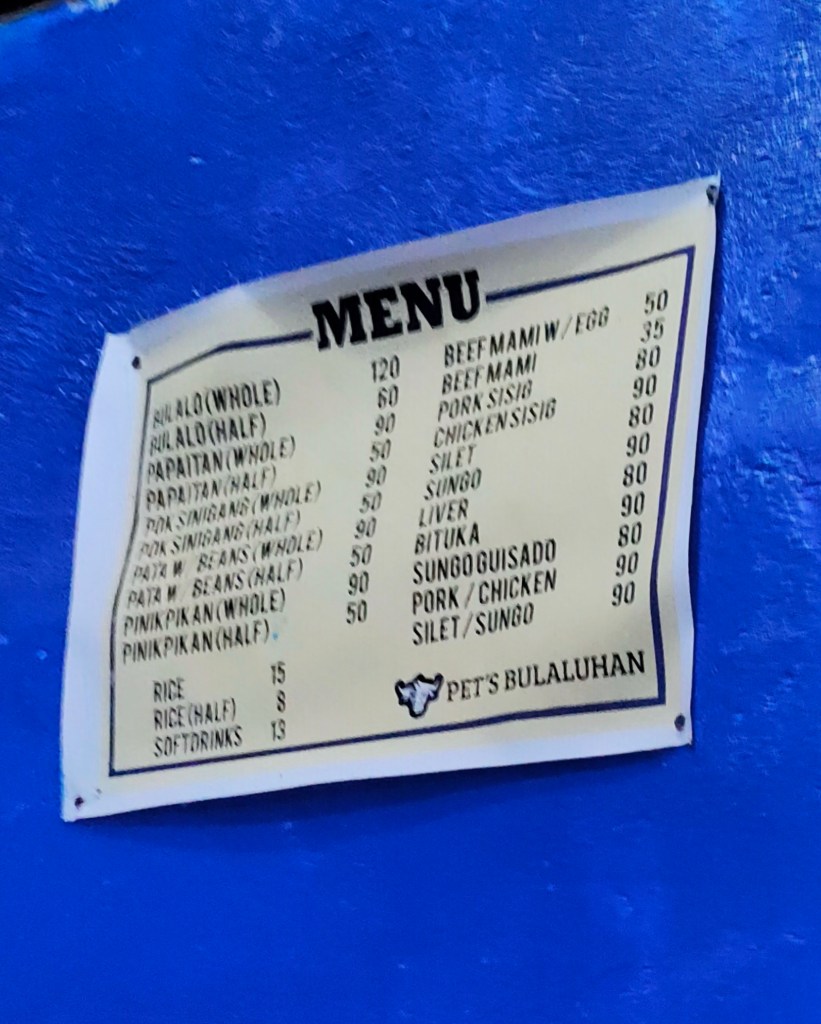 MENU
BULALO (WHOLE) 120
BULALO (HALF) 60
PAPAITAN (WHOLE) 90
PAPAITAN (HALF) 50
POK SINIGANG (WHOLE) 90
POK SINIGANG (HALF) 50
PATA W/ BEANS (WHOLE) 90
PATA W/ BEANS (HALF) 50
PINIKPIKAN (WHOLE) 90
PINIKPIKAN (HALF) 50
RICE 15
RICE (HALF) 8
SOFTDRINKS 13
BEEF MAMI W/ EGG 50
BEEF MAMI 35
PORK SISIG 80
CHICKEN SISIG 90
SILET 80
SUNGO 90
LIVER 80
BITUKA 90
SUNGO GUISADO 80
PORK / CHICKEN 90
SILET / SUNGO 90
PET'S BULALUHAN